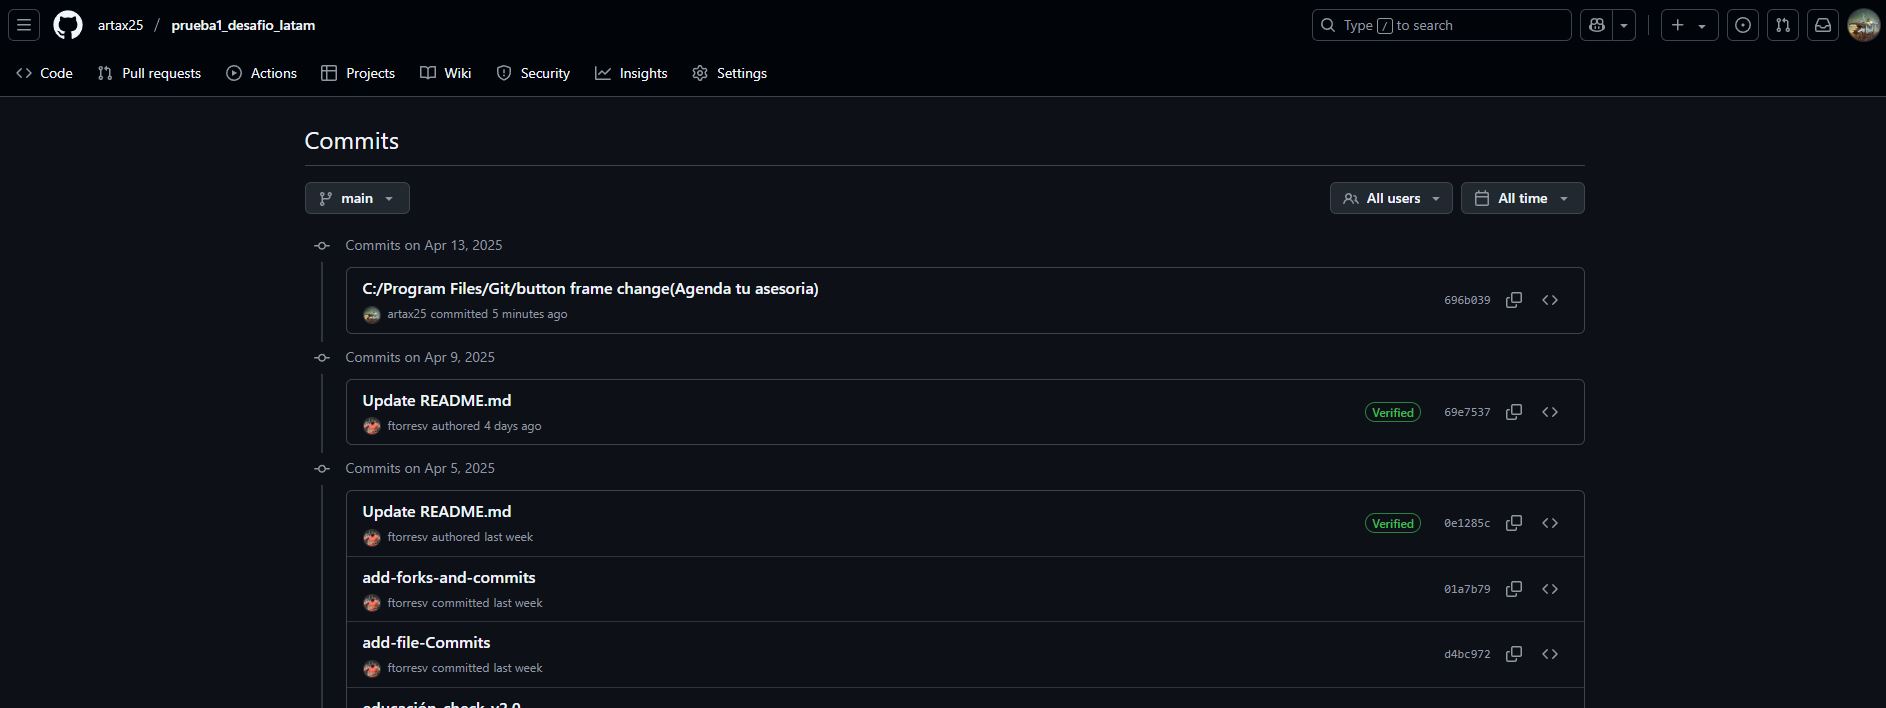 artax25 / prueba1_desafio_latam
Type / to search
Code Pull requests Actions Projects Wiki Security Insights Settings
Commits
main All users All time
Commits on Apr 13, 2025
C:/Program Files/Git/button frame change(Agenda tu asesoria)
696b039
artax25 committed 5 minutes ago
Commits on Apr 9, 2025
Update README.md
Verified 69e7537
ftorresv authored 4 days ago
Commits on Apr 5, 2025
Update README.md
Verified 0e1285c
ftorresv authored last week
add-forks-and-commits
01a7b79
ftorresv committed last week
add-file-Commits
d4bc972
ftorresv committed last week
educación-check-v2.0